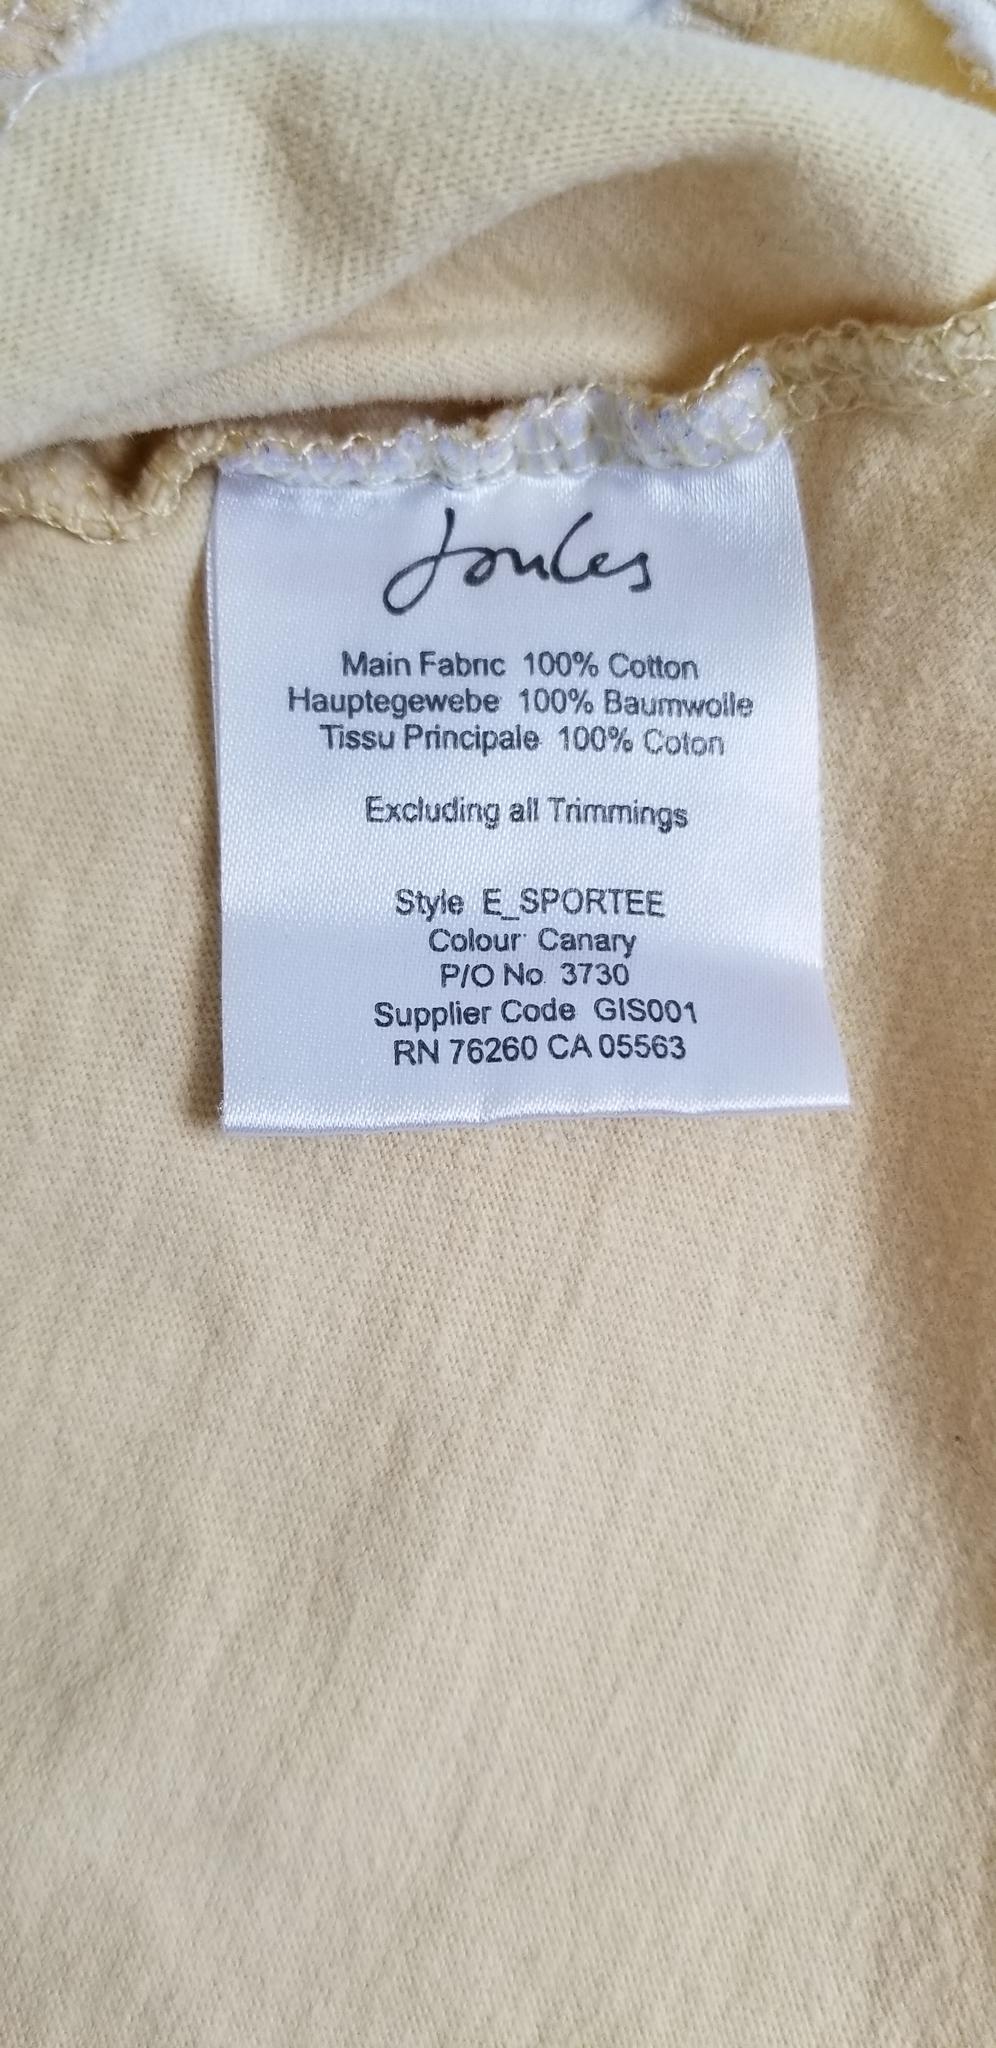 Joules
Main Fabric 100% Cotton
Hauptegewebe 100% Baumwolle
Tissu Principale 100% Coton
Excluding all Trimmings
Style E_SPORTEE
Colour Canary
P/O No 3730
Supplier Code GIS001
RN 76260 CA 05563